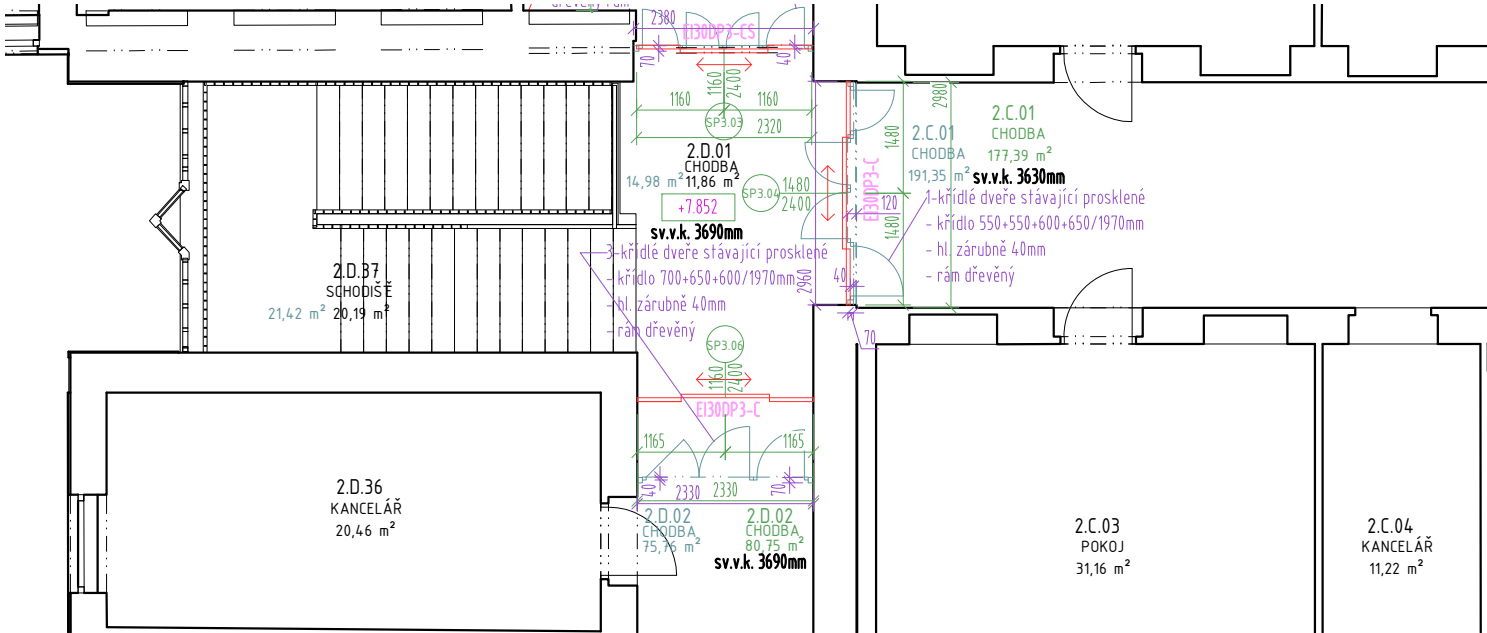 dřevěný rám
2380
EI30DP3-CS
70
40
1160
2400
1160
1160
SP3.03
2320
2.D.01
CHODBA
14,98 m² 11,86 m²
+7.852
sv.v.k. 3690mm
SP3.04
1480
2400
EI30DP3-C
120
1480
1480
2980
2960
40
70
2.C.01
CHODBA
191,35 m²
2.C.01
CHODBA
177,39 m²
sv.v.k. 3630mm
1-křídlé dveře stávající prosklené
- křídlo 550+550+600+650/1970mm
- hl. zárubně 40mm
- rám dřevěný
3-křídlé dveře stávající prosklené
- křídlo 700+650+600/1970mm
- hl. zárubně 40mm
- rám dřevěný
2.D.37
SCHODIŠTĚ
21,42 m² 20,19 m²
SP3.06
1160
2400
EI30DP3-C
1165
1165
40
2330
2330
70
2.D.02
CHODBA
75,76 m²
2.D.02
CHODBA
80,75 m²
sv.v.k. 3690mm
2.D.36
KANCELÁŘ
20,46 m²
2.C.03
POKOJ
31,16 m²
2.C.04
KANCELÁŘ
11,22 m²